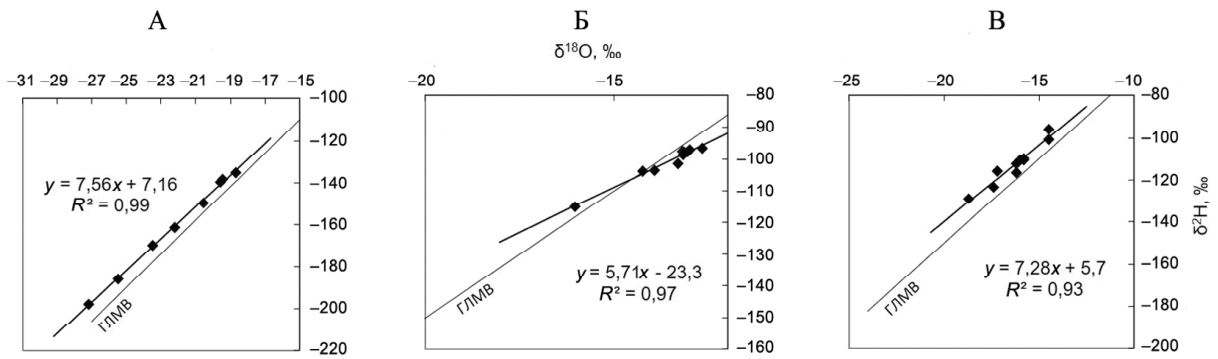 А
Б
В
δ¹⁸O, ‰
–31 –29 –27 –25 –23 –21 –19 –17 –15
–100
–120
–140
–160
–180
–200
–220
y = 7,56x + 7,16
R² = 0,99
ГЛМВ
–20 –15
–80
–90
–100
–110
–120
–130
–140
–150
–160
y = 5,71x - 23,3
R² = 0,97
ГЛМВ
–25 –20 –15 –10
–80
–100
–120
–140
–160
–180
–200
y = 7,28x + 5,7
R² = 0,93
ГЛМВ
δ²H, ‰